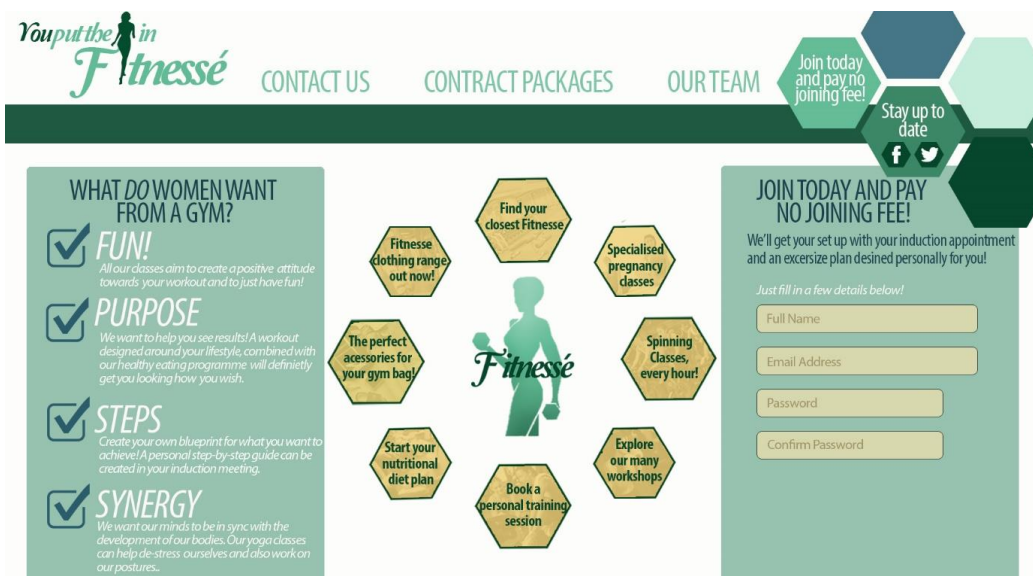 You put the in
Fitnessé
CONTACT US
CONTRACT PACKAGES
OUR TEAM
Join today
and pay no
joining fee!
Stay up to
date
WHAT DO WOMEN WANT
FROM A GYM?
FUN!
All our classes aim to create a positive attitude
towards your workout and to just have fun!
PURPOSE
We want to help you see results! A workout
designed around your lifestyle, combined with
our healthy eating programme will definietly
get you looking how you wish.
STEPS
Create your own blueprint for what you want to
achieve! A personal step-by-step guide can be
created in your induction meeting.
SYNERGY
We want our minds to be in sync with the
development of our bodies. Our yoga classes
can help de-stress ourselves and also work on
our postures..
Find your
closest Fitnesse
Fitnesse
clothing range
out now!
Specialised
pregnancy
classes
The perfect
acessories for
your gym bag!
Fitnessé
Spinning
Classes,
every hour!
Start your
nutritional
diet plan
Explore
our many
workshops
Book a
personal training
session
JOIN TODAY AND PAY
NO JOINING FEE!
We'll get your set up with your induction appointment
and an excersize plan desined personally for you!
Just fill in a few details below!
Full Name
Email Address
Password
Confirm Password